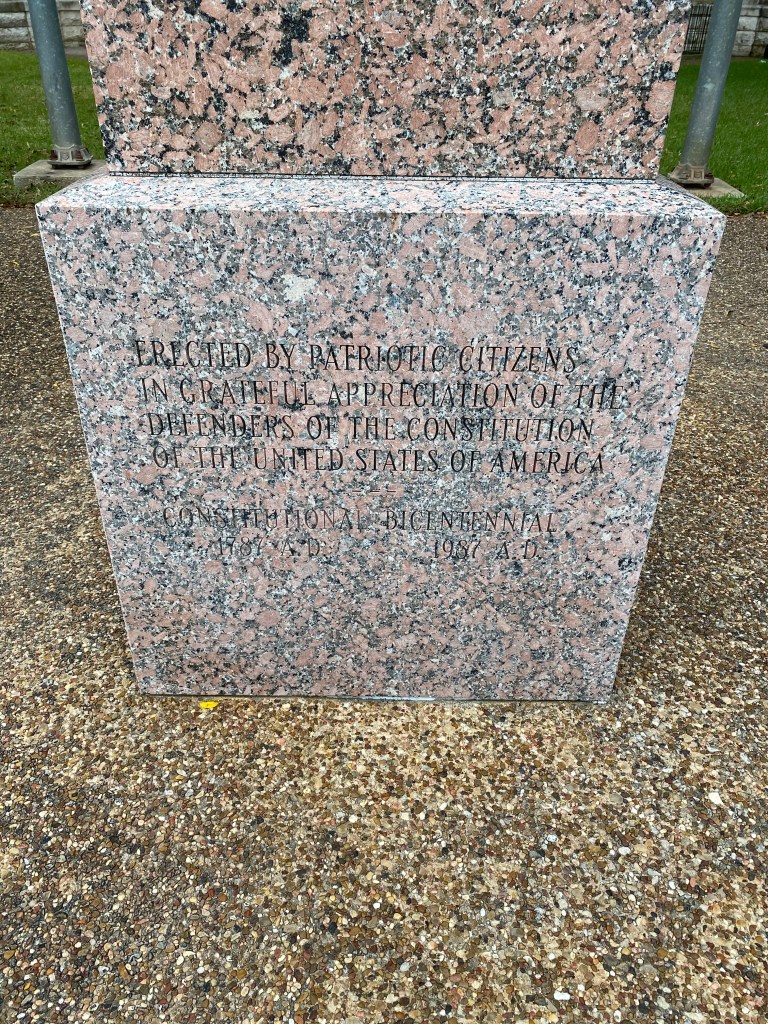 ERECTED BY PATRIOTIC CITIZENS
IN GRATEFUL APPRECIATION OF THE
DEFENDERS OF THE CONSTITUTION
OF THE UNITED STATES OF AMERICA
– – –
CONSTITUTIONAL BICENTENNIAL
1787 A.D. 1987 A.D.